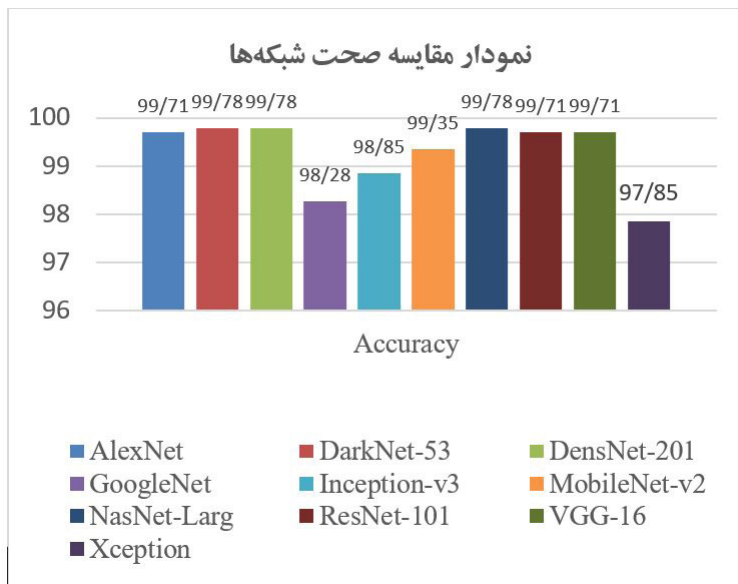 نمودار مقایسه صحت شبکه‌ها
99/71 99/78 99/78 98/28 98/85 99/35 99/78 99/71 99/71 97/85
100
99
98
97
96
Accuracy
AlexNet DarkNet-53 DensNet-201
GoogleNet Inception-v3 MobileNet-v2
NasNet-Larg ResNet-101 VGG-16
Xception